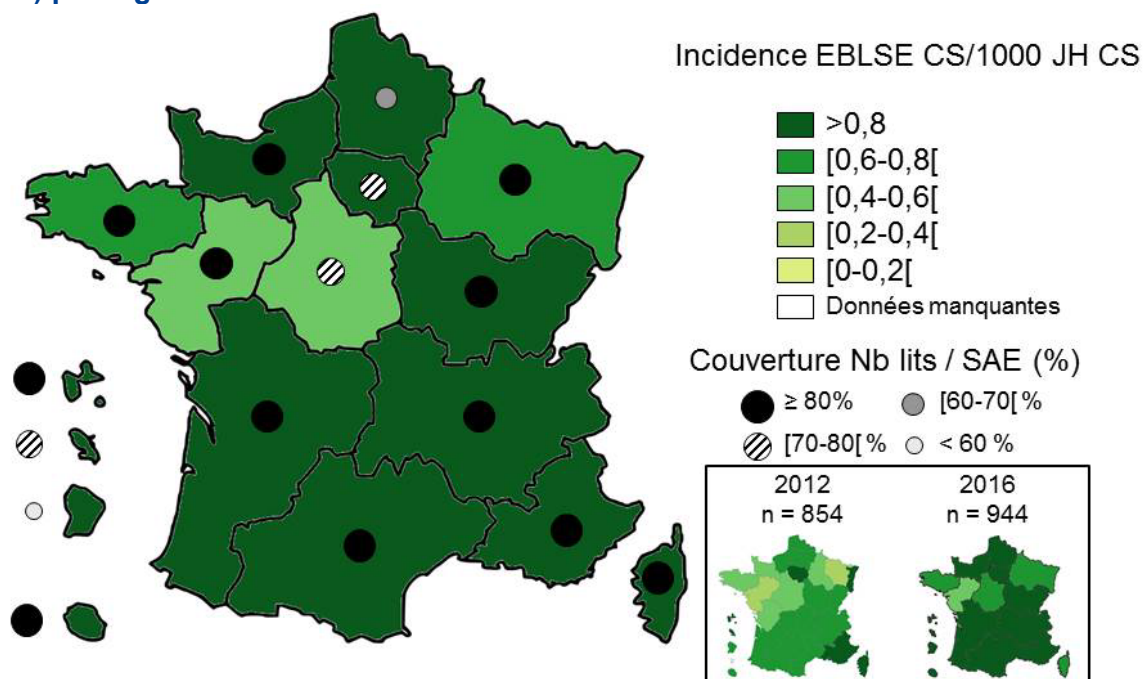 Incidence EBLSE CS/1000 JH CS
>0,8
[0,6-0,8[
[0,4-0,6[
[0,2-0,4[
[0-0,2[
Données manquantes
Couverture Nb lits / SAE (%)
≥ 80% [60-70[ %
[70-80[ % < 60 %
2012 2016
n = 854 n = 944